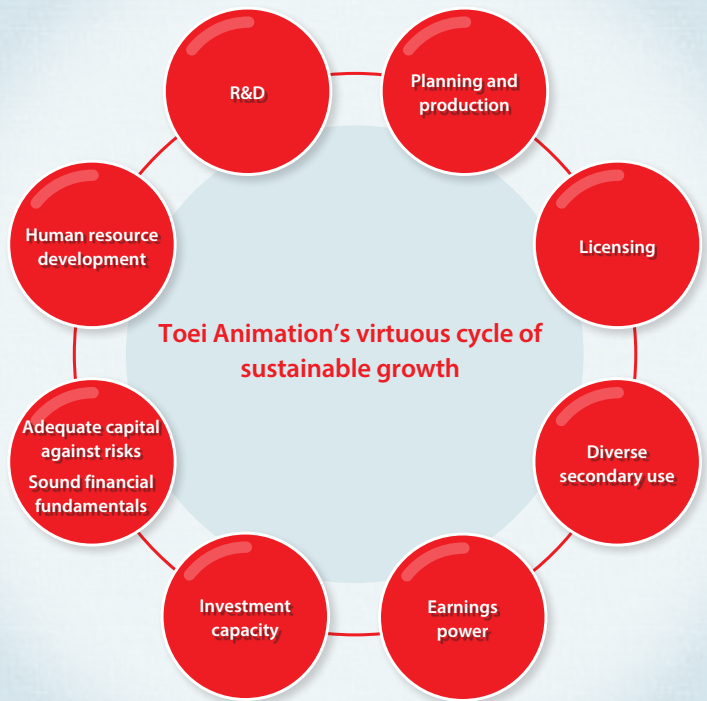 R&D
Planning and
production
Human resource
development
Licensing
Toei Animation's virtuous cycle of
sustainable growth
Adequate capital
against risks
Sound financial
fundamentals
Diverse
secondary use
Investment
capacity
Earnings
power